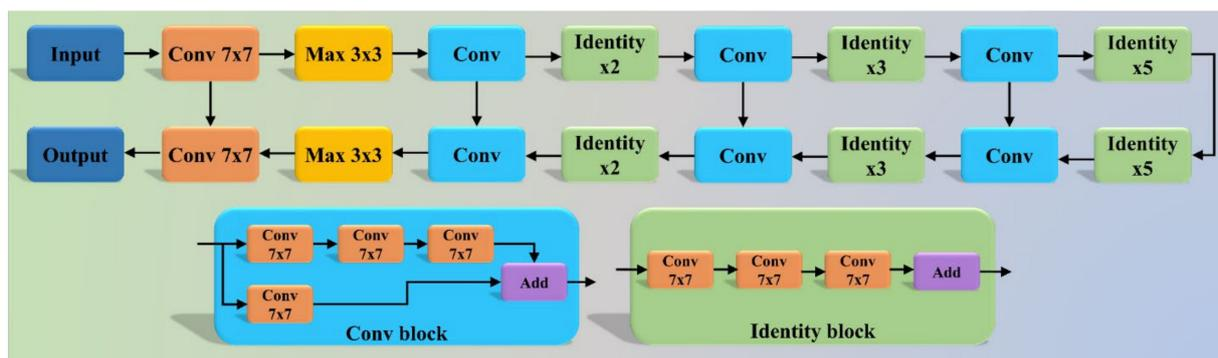 Input
Conv 7x7
Max 3x3
Conv
Identity
x2
Conv
Identity
x3
Conv
Identity
x5
Output
Conv 7x7
Max 3x3
Conv
Identity
x2
Conv
Identity
x3
Conv
Identity
x5
Conv
7x7
Conv
7x7
Conv
7x7
Conv
7x7
Add
Conv block
Conv
7x7
Conv
7x7
Conv
7x7
Add
Identity block